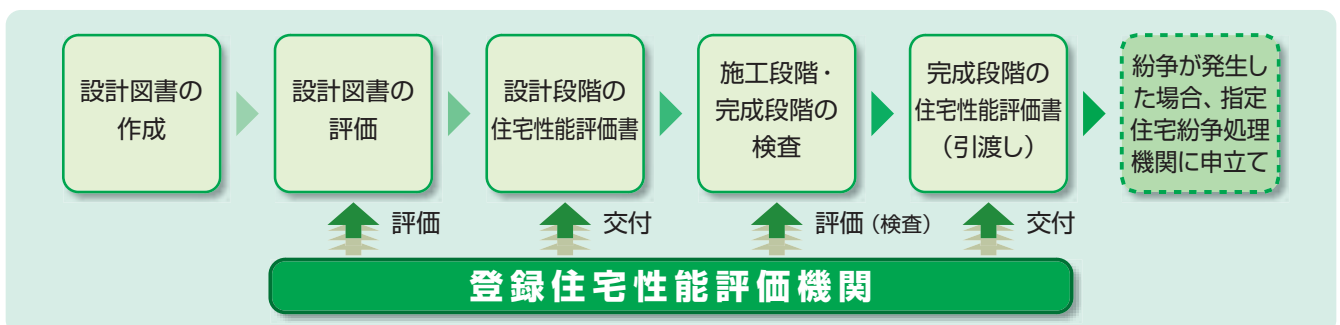 設計図書の
作成
設計図書の
評価
設計段階の
住宅性能評価書
施工段階・
完成段階の
検査
完成段階の
住宅性能評価書
（引渡し）
紛争が発生し
た場合、指定
住宅紛争処理
機関に申立て
評価
交付
評価（検査）
交付
登録住宅性能評価機関